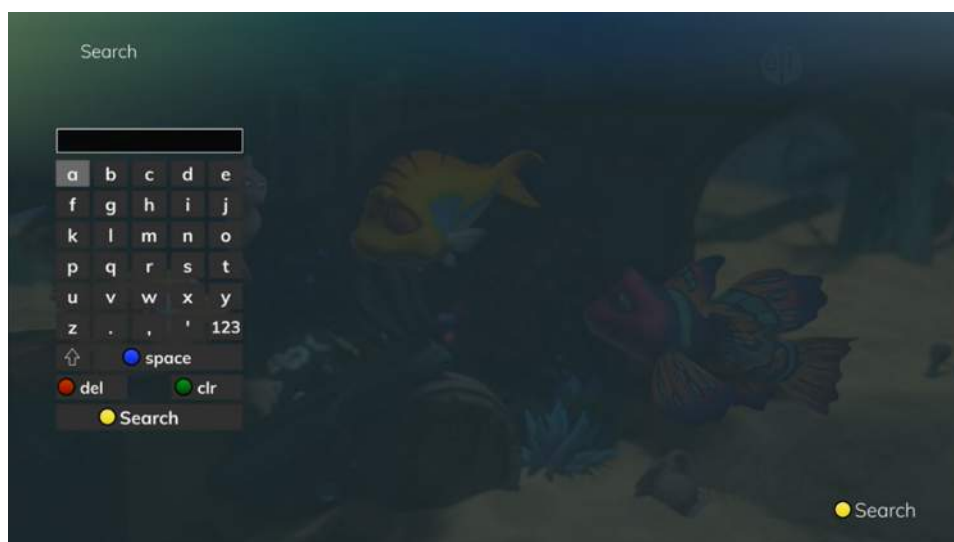 Search
a b c d e
f g h i j
k l m n o
p q r s t
u v w x y
z . , ' 123
space
del clr
Search
Search